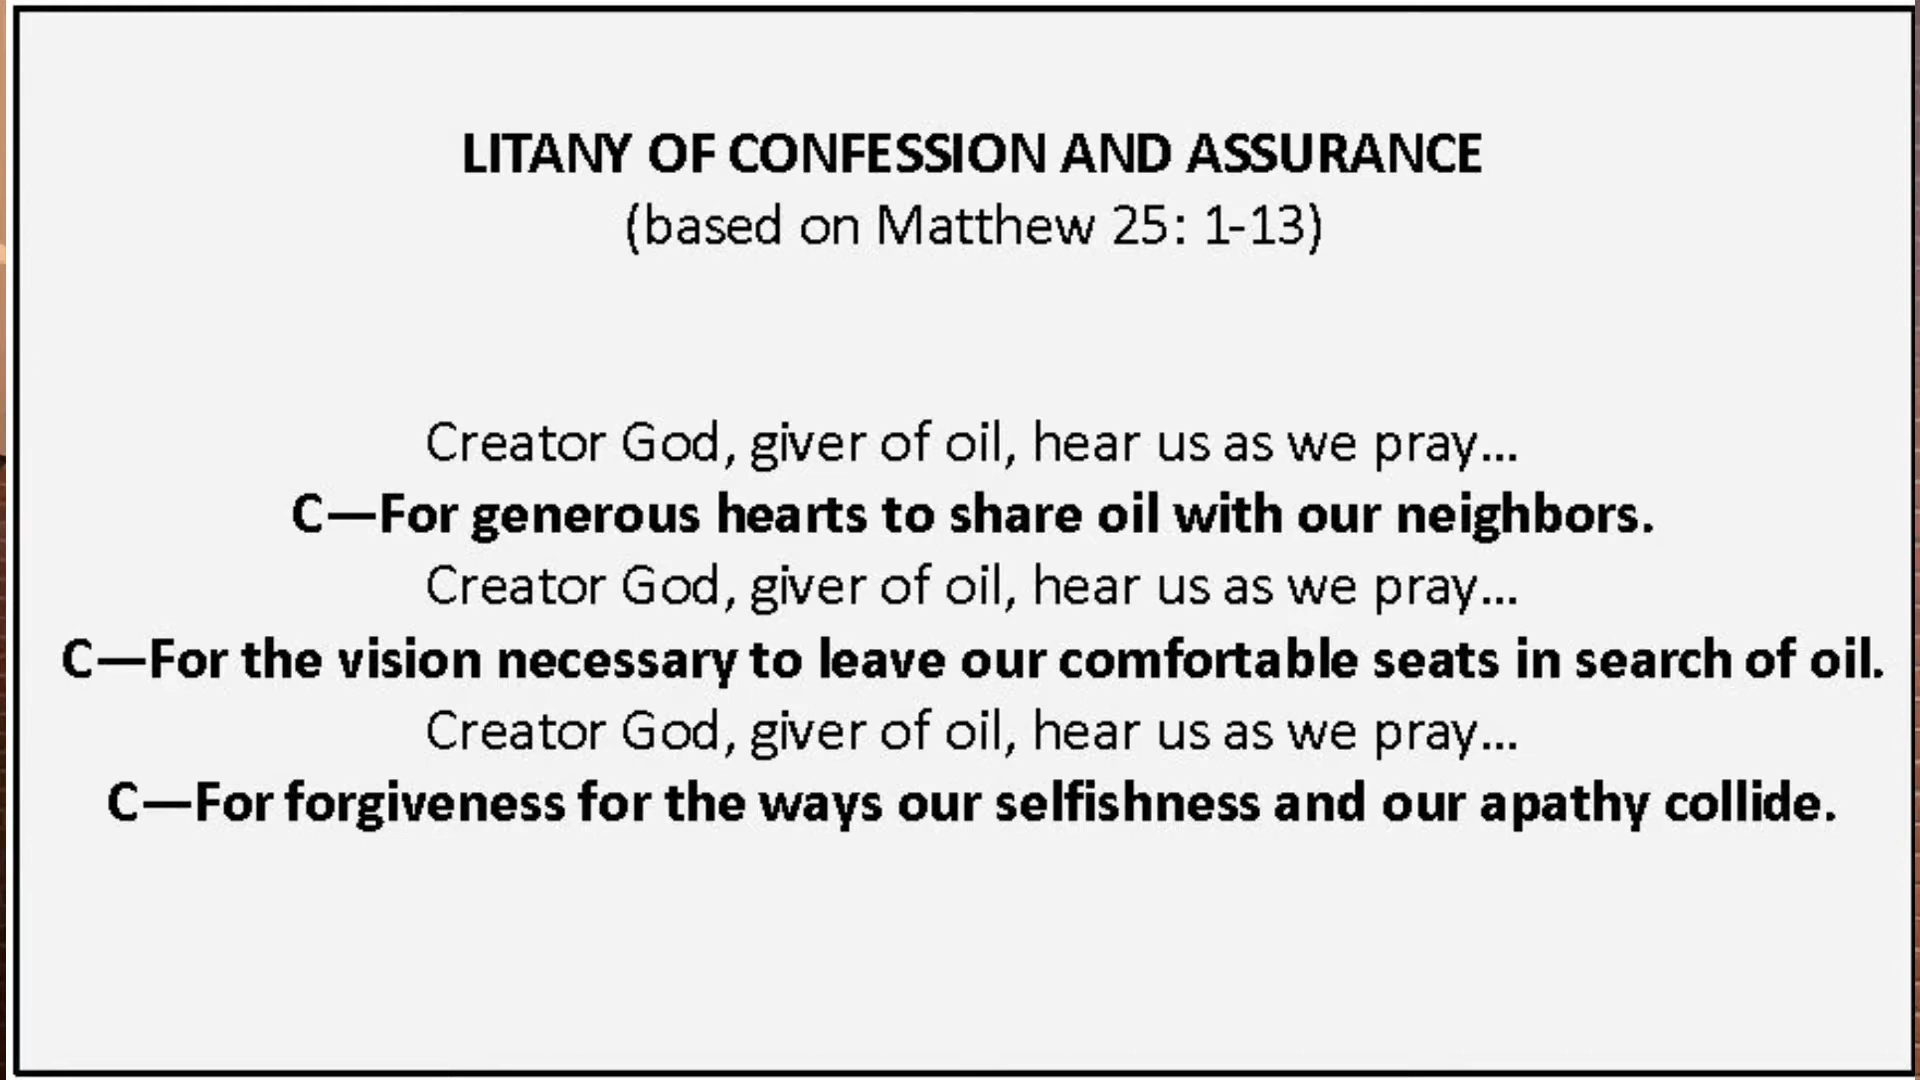 LITANY OF CONFESSION AND ASSURANCE
(based on Matthew 25: 1-13)
Creator God, giver of oil, hear us as we pray...
C—For generous hearts to share oil with our neighbors.
Creator God, giver of oil, hear us as we pray...
C—For the vision necessary to leave our comfortable seats in search of oil.
Creator God, giver of oil, hear us as we pray...
C—For forgiveness for the ways our selfishness and our apathy collide.